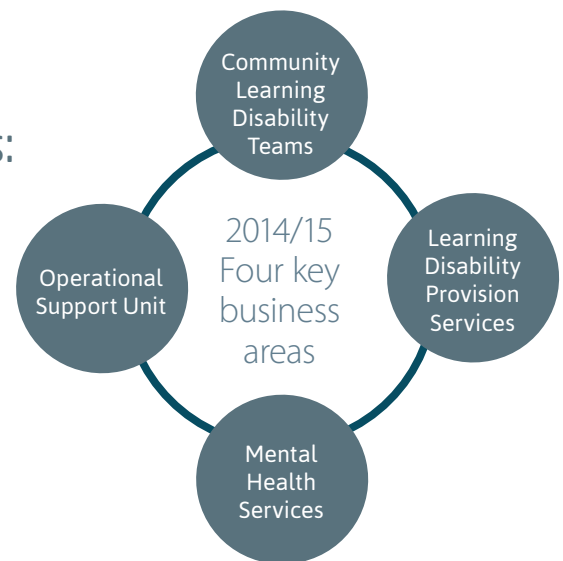 Community
Learning
Disability
Teams
s:
2014/15
Four key
business
areas
Learning
Disability
Provision
Services
Operational
Support Unit
Mental
Health
Services